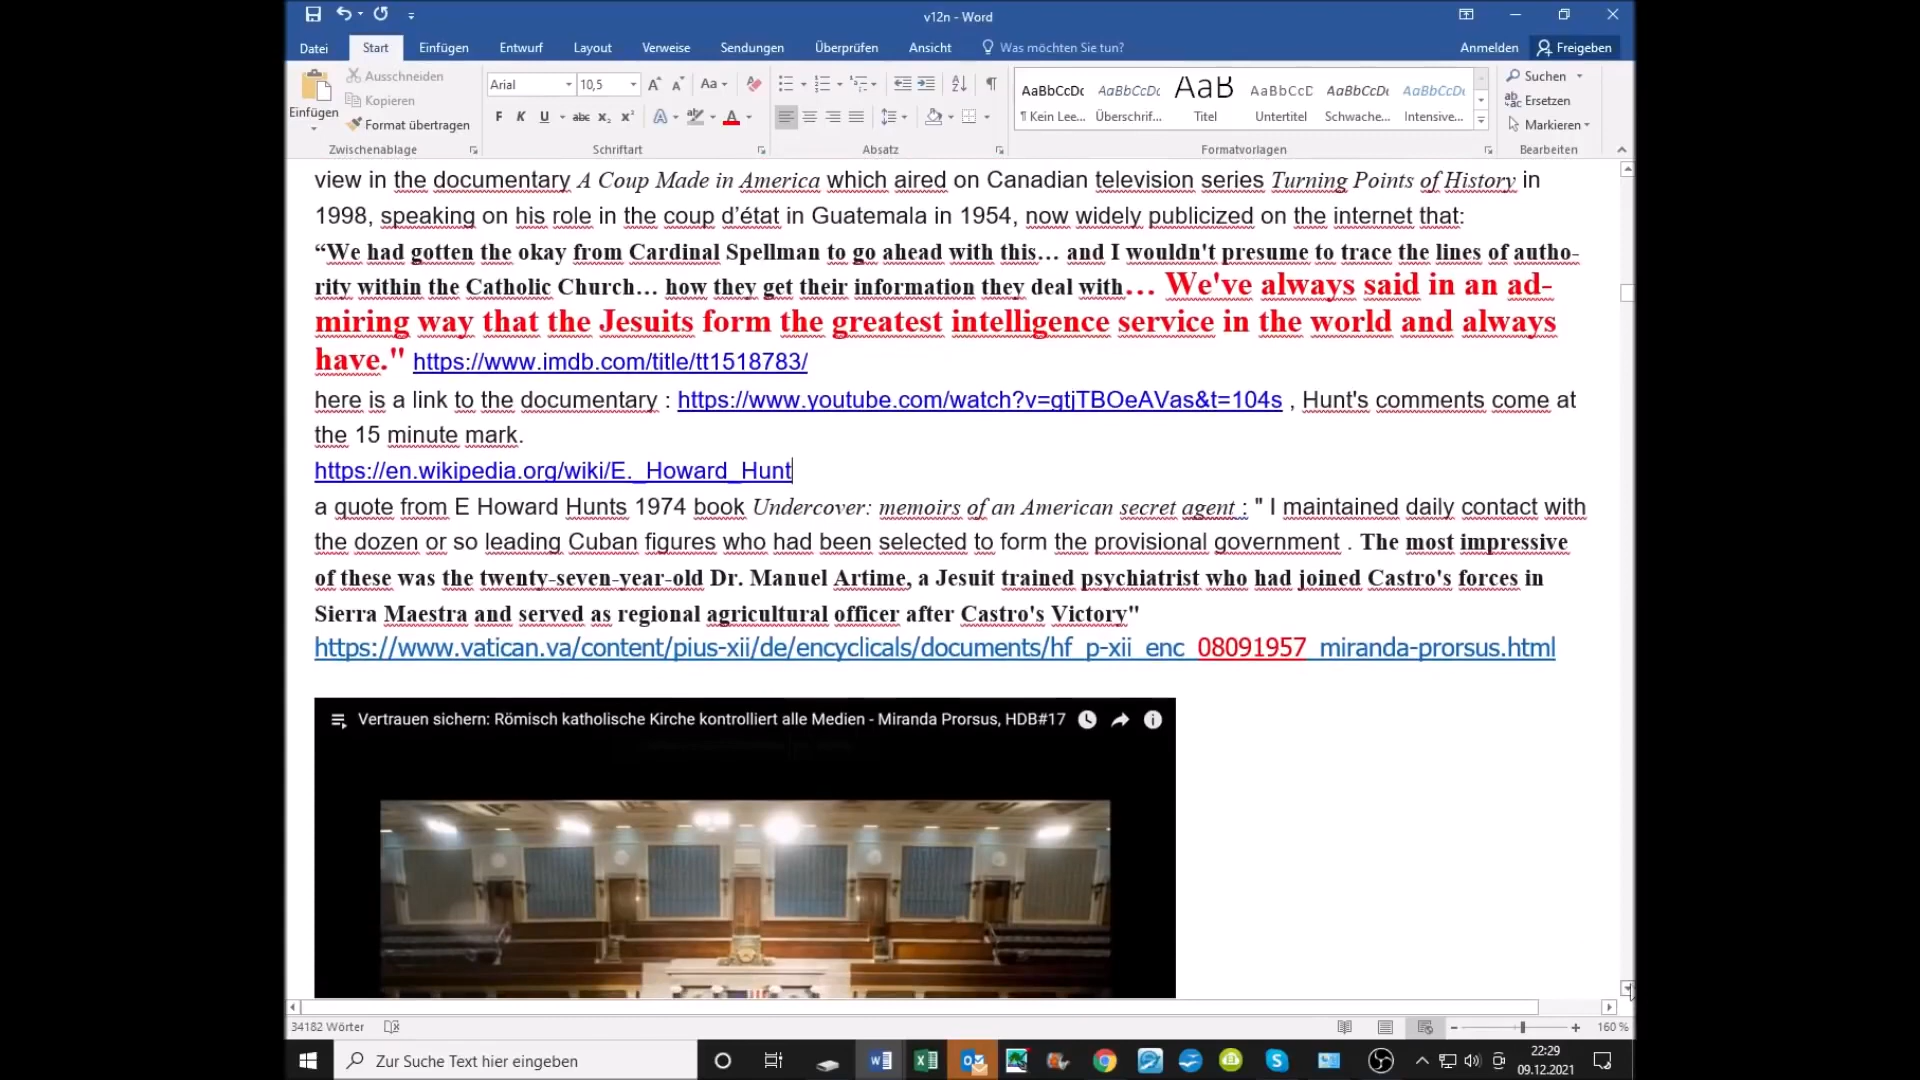 v12n - Word
Datei Start Einfügen Entwurf Layout Verweise Sendungen Überprüfen Ansicht Was möchten Sie tun? Anmelden Freigeben
Einfügen
Ausschneiden
Kopieren
Format übertragen
Zwischenablage
Arial 10,5
F K U abc x₂ x²
Schriftart
Absatz
AaBbCcDc AaBbCcDc AaB AaBbCcD AaBbCcDc AaBbCcDc
¶ Kein Lee... Überschrif... Titel Untertitel Schwache... Intensive...
Formatvorlagen
Suchen
Ersetzen
Markieren
Bearbeiten
view in the documentary A Coup Made in America which aired on Canadian television series Turning Points of History in
1998, speaking on his role in the coup d’état in Guatemala in 1954, now widely publicized on the internet that:
“We had gotten the okay from Cardinal Spellman to go ahead with this… and I wouldn't presume to trace the lines of autho-
rity within the Catholic Church… how they get their information they deal with… We've always said in an ad-
miring way that the Jesuits form the greatest intelligence service in the world and always
have." https://www.imdb.com/title/tt1518783/
here is a link to the documentary : https://www.youtube.com/watch?v=gtjTBOeAVas&t=104s , Hunt's comments come at
the 15 minute mark.
https://en.wikipedia.org/wiki/E._Howard_Hunt
a quote from E Howard Hunts 1974 book Undercover: memoirs of an American secret agent : " I maintained daily contact with
the dozen or so leading Cuban figures who had been selected to form the provisional government . The most impressive
of these was the twenty-seven-year-old Dr. Manuel Artime, a Jesuit trained psychiatrist who had joined Castro's forces in
Sierra Maestra and served as regional agricultural officer after Castro's Victory"
https://www.vatican.va/content/pius-xii/de/encyclicals/documents/hf_p-xii_enc_08091957_miranda-prorsus.html
Vertrauen sichern: Römisch katholische Kirche kontrolliert alle Medien - Miranda Prorsus, HDB#17
34182 Wörter
160 %
Zur Suche Text hier eingeben
22:29
09.12.2021